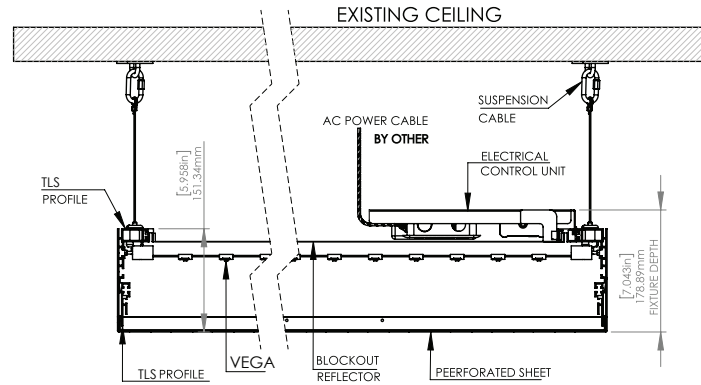 EXISTING CEILING
SUSPENSION
CABLE
AC POWER CABLE
BY OTHER
ELECTRICAL
CONTROL UNIT
TLS
PROFILE
[5.958in]
151.34mm
[7.043in]
178.89mm
FIXTURE DEPTH
TLS PROFILE
VEGA
BLOCKOUT
REFLECTOR
PEERFORATED SHEET